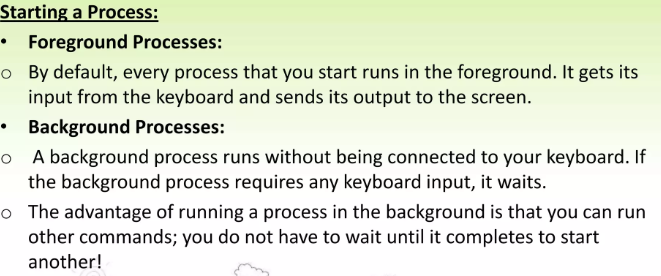 Starting a Process:
• Foreground Processes:
o By default, every process that you start runs in the foreground. It gets its
input from the keyboard and sends its output to the screen.
• Background Processes:
o A background process runs without being connected to your keyboard. If
the background process requires any keyboard input, it waits.
o The advantage of running a process in the background is that you can run
other commands; you do not have to wait until it completes to start
another!